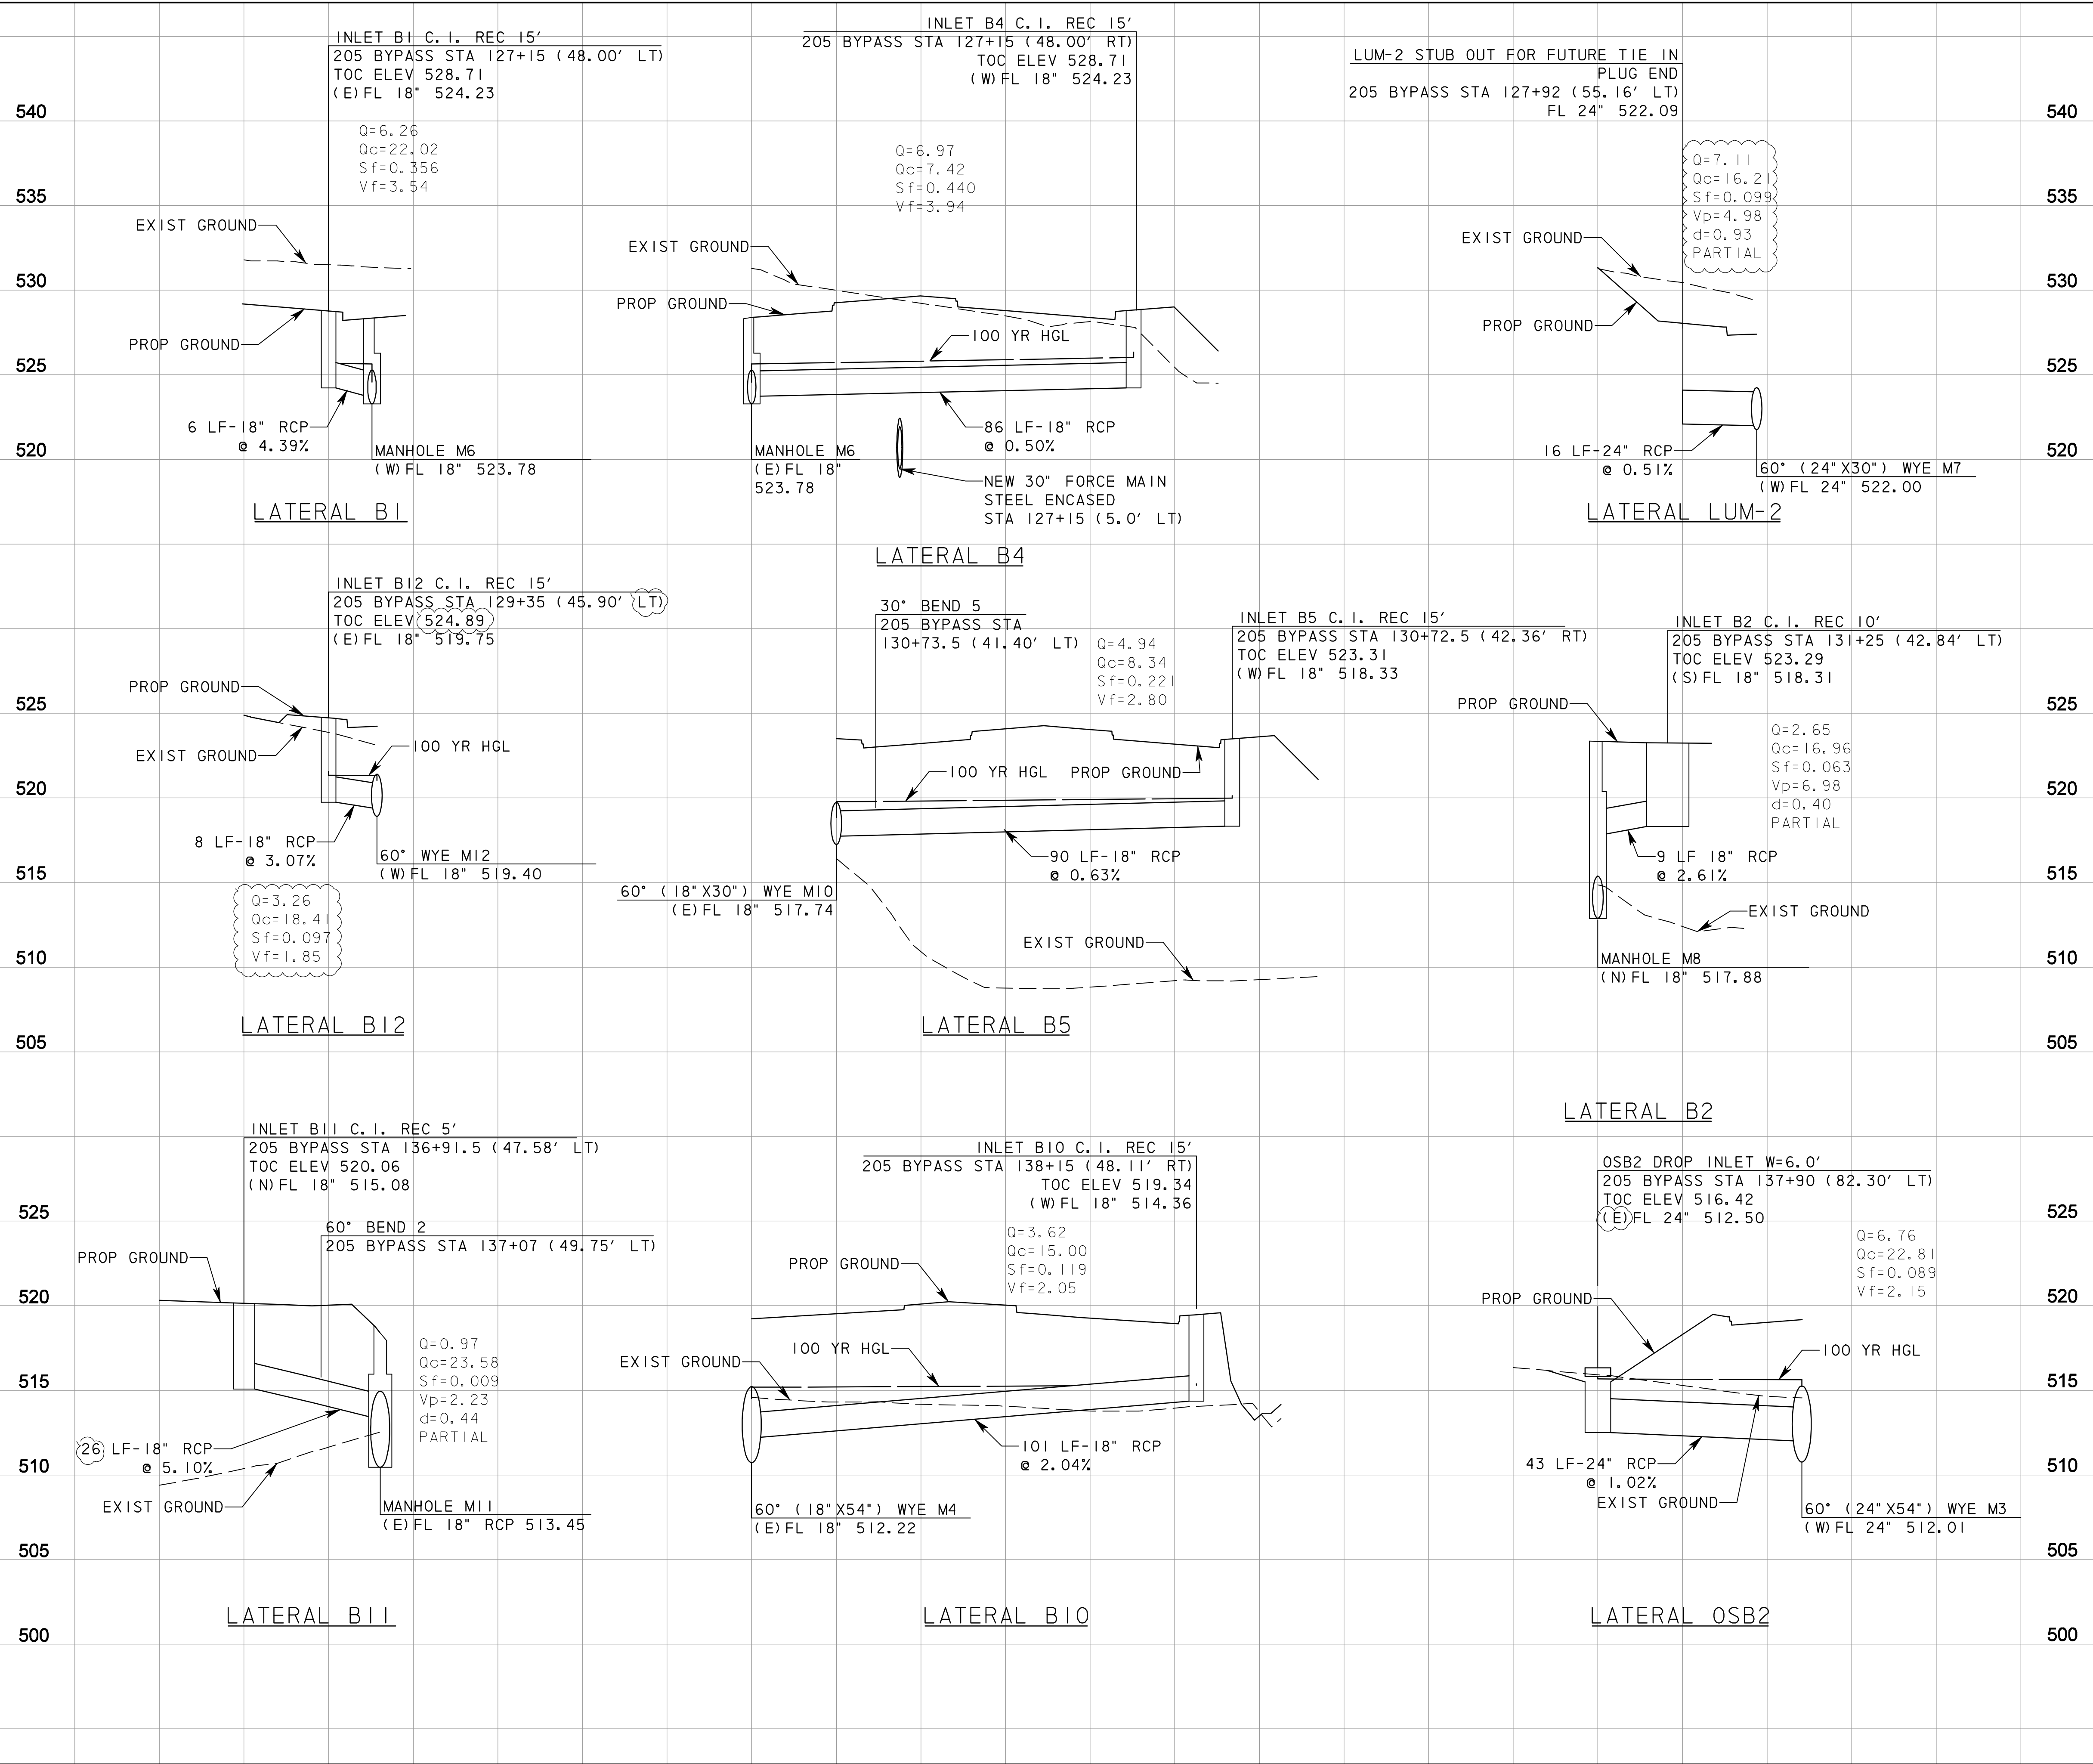 INLET B1 C.I. REC 15'
205 BYPASS STA 127+15 (48.00' LT)
TOC ELEV 528.71
(E)FL 18" 524.23
Q=6.26
Qc=22.02
Sf=0.356
Vf=3.54
EXIST GROUND
PROP GROUND
6 LF-18" RCP
@ 4.39%
MANHOLE M6
(W)FL 18" 523.78
LATERAL B1
INLET B4 C.I. REC 15'
205 BYPASS STA 127+15 (48.00' RT)
TOC ELEV 528.71
(W)FL 18" 524.23
Q=6.97
Qc=7.42
Sf=0.440
Vf=3.94
EXIST GROUND
PROP GROUND
100 YR HGL
86 LF-18" RCP
@ 0.50%
MANHOLE M6
(E)FL 18"
523.78
NEW 30" FORCE MAIN
STEEL ENCASED
STA 127+15 (5.0' LT)
LATERAL B4
LUM-2 STUB OUT FOR FUTURE TIE IN
PLUG END
205 BYPASS STA 127+92 (55.16' LT)
FL 24" 522.09
Q=7.11
Qc=16.21
Sf=0.099
Vp=4.98
d=0.93
PARTIAL
EXIST GROUND
PROP GROUND
16 LF-24" RCP
@ 0.51%
60° (24"X30") WYE M7
(W)FL 24" 522.00
LATERAL LUM-2
540
535
530
525
520
540
535
530
525
520
INLET B12 C.I. REC 15'
205 BYPASS STA 129+35 (45.90' LT)
TOC ELEV 524.89
(E)FL 18" 519.75
PROP GROUND
EXIST GROUND
100 YR HGL
8 LF-18" RCP
@ 3.07%
60° WYE M12
(W)FL 18" 519.40
Q=3.26
Qc=18.41
Sf=0.097
Vf=1.85
LATERAL B12
30° BEND 5
205 BYPASS STA
130+73.5 (41.40' LT)
Q=4.94
Qc=8.34
Sf=0.221
Vf=2.80
INLET B5 C.I. REC 15'
205 BYPASS STA 130+72.5 (42.36' RT)
TOC ELEV 523.31
(W)FL 18" 518.33
100 YR HGL
PROP GROUND
90 LF-18" RCP
@ 0.63%
60° (18"X30") WYE M10
(E)FL 18" 517.74
EXIST GROUND
LATERAL B5
INLET B2 C.I. REC 10'
205 BYPASS STA 131+25 (42.84' LT)
TOC ELEV 523.29
(S)FL 18" 518.31
PROP GROUND
Q=2.65
Qc=16.96
Sf=0.063
Vp=6.98
d=0.40
PARTIAL
9 LF 18" RCP
@ 2.61%
EXIST GROUND
MANHOLE M8
(N)FL 18" 517.88
LATERAL B2
525
520
515
510
505
525
520
515
510
505
INLET B11 C.I. REC 5'
205 BYPASS STA 136+91.5 (47.58' LT)
TOC ELEV 520.06
(N)FL 18" 515.08
60° BEND 2
205 BYPASS STA 137+07 (49.75' LT)
PROP GROUND
Q=0.97
Qc=23.58
Sf=0.009
Vp=2.23
d=0.44
PARTIAL
26 LF-18" RCP
@ 5.10%
EXIST GROUND
MANHOLE M11
(E)FL 18" RCP 513.45
LATERAL B11
INLET B10 C.I. REC 15'
205 BYPASS STA 138+15 (48.11' RT)
TOC ELEV 519.34
(W)FL 18" 514.36
Q=3.62
Qc=15.00
Sf=0.119
Vf=2.05
PROP GROUND
100 YR HGL
EXIST GROUND
101 LF-18" RCP
@ 2.04%
60° (18"X54") WYE M4
(E)FL 18" 512.22
LATERAL B10
OSB2 DROP INLET W=6.0'
205 BYPASS STA 137+90 (82.30' LT)
TOC ELEV 516.42
(E)FL 24" 512.50
Q=6.76
Qc=22.81
Sf=0.089
Vf=2.15
PROP GROUND
100 YR HGL
43 LF-24" RCP
@ 1.02%
EXIST GROUND
60° (24"X54") WYE M3
(W)FL 24" 512.01
LATERAL OSB2
525
520
515
510
505
500
525
520
515
510
505
500